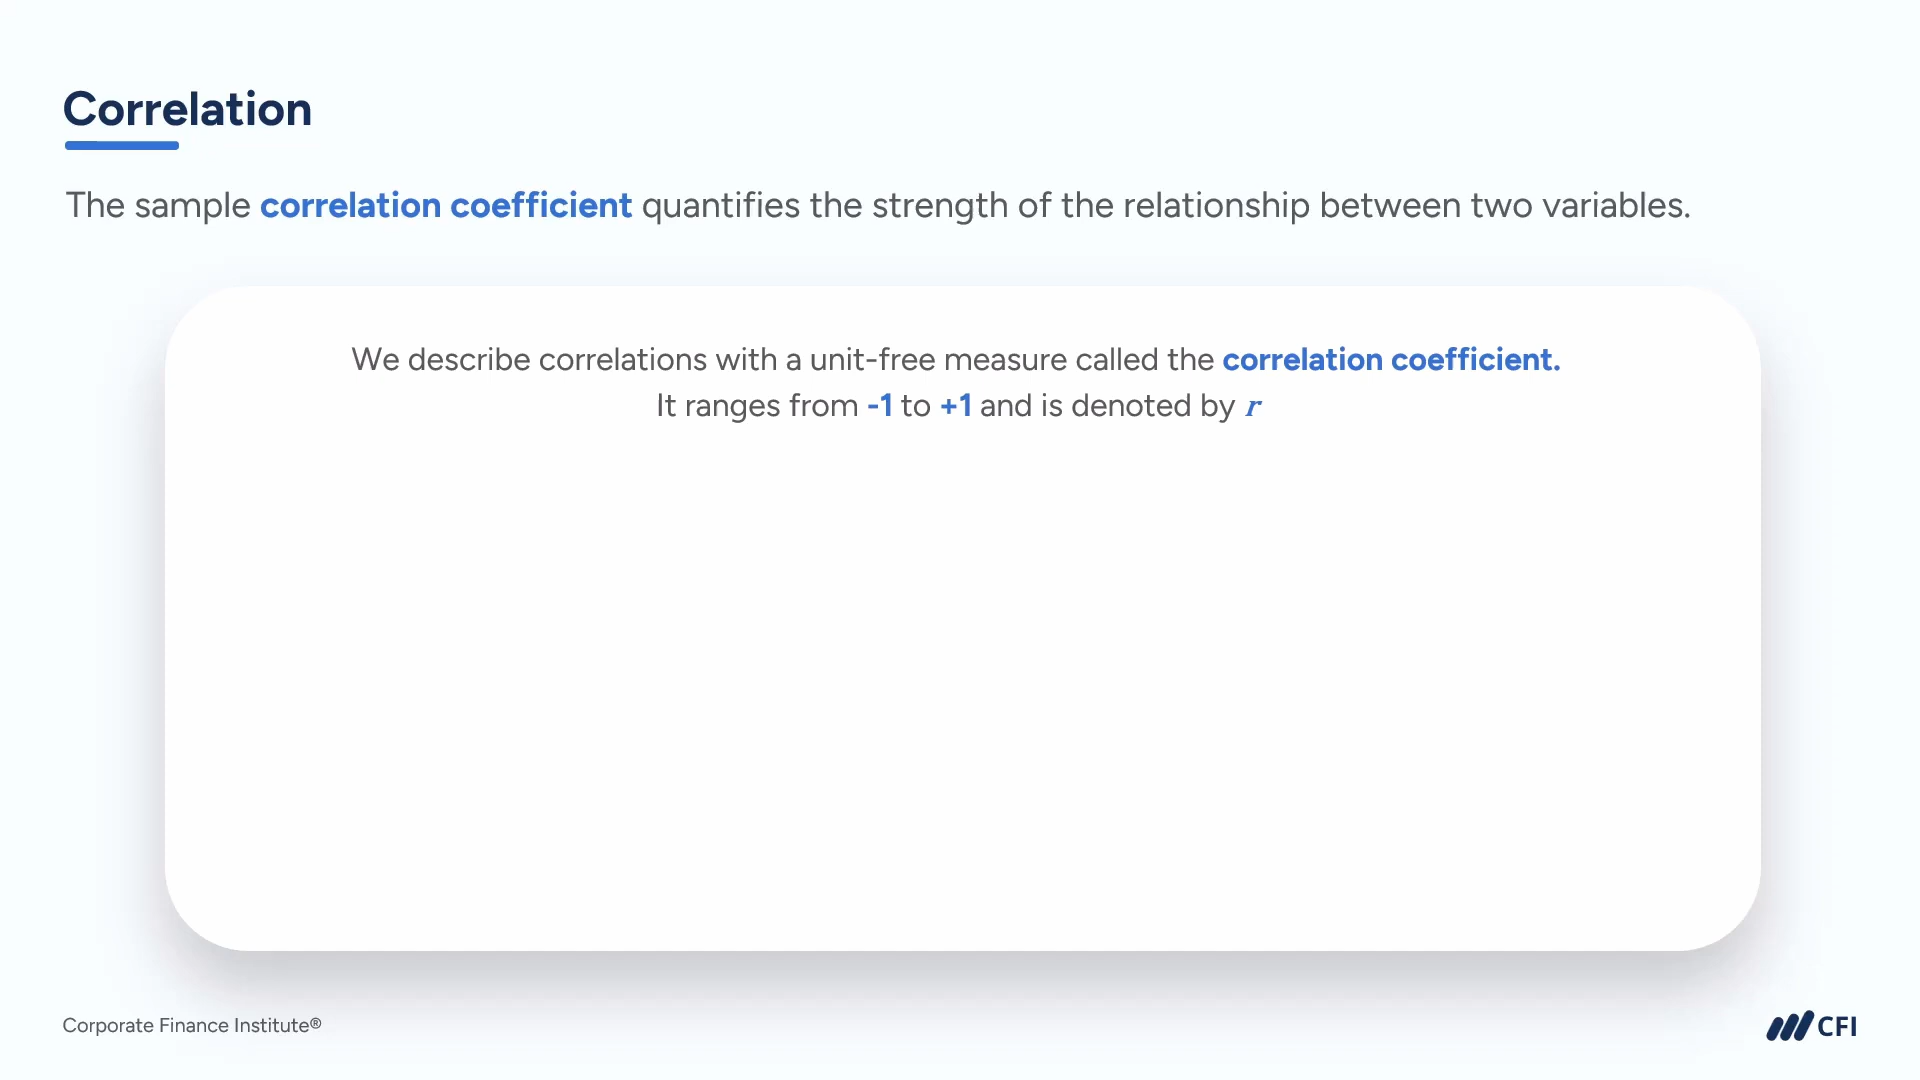 Correlation
The sample correlation coefficient quantifies the strength of the relationship between two variables.
We describe correlations with a unit-free measure called the correlation coefficient.
It ranges from -1 to +1 and is denoted by r
Corporate Finance Institute®
CFI